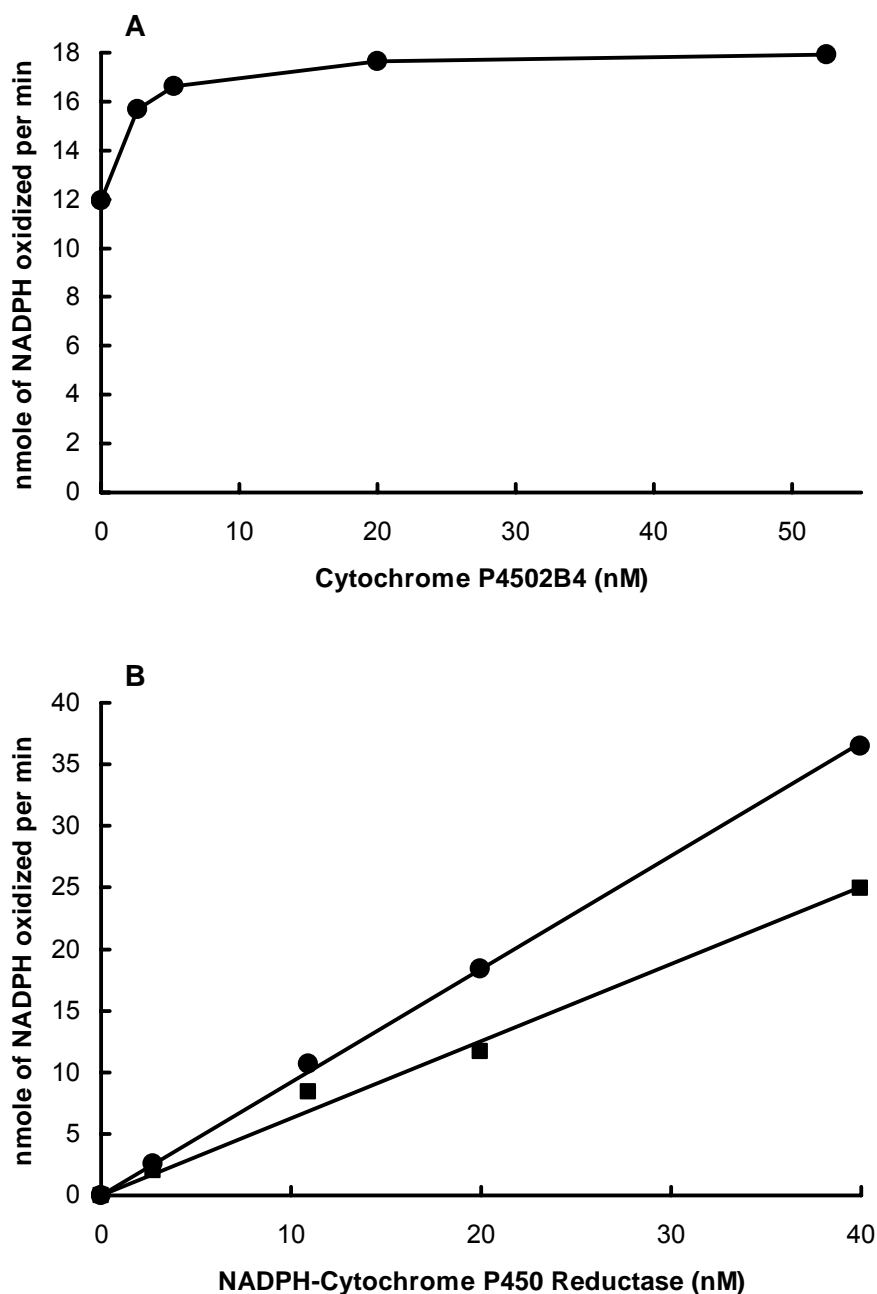 A
nmole of NADPH oxidized per min
18
16
14
12
10
8
6
4
2
0
0 10 20 30 40 50
Cytochrome P4502B4 (nM)
B
nmole of NADPH oxidized per min
40
35
30
25
20
15
10
5
0
0 10 20 30 40
NADPH-Cytochrome P450 Reductase (nM)